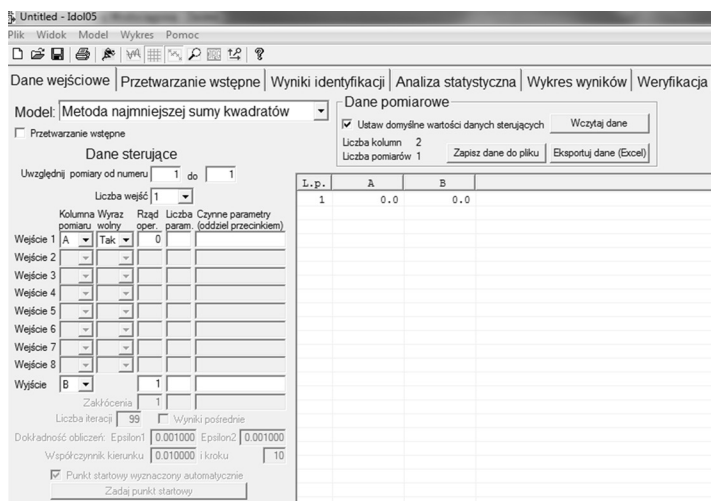 Untitled - Idol05
Plik Widok Model Wykres Pomoc
Dane wejściowe Przetwarzanie wstępne Wyniki identyfikacji Analiza statystyczna Wykres wyników Weryfikacja
Model: Metoda najmniejszej sumy kwadratów
Przetwarzanie wstępne
Dane sterujące
Uwzględnij pomiary od numeru 1 do 1
Liczba wejść 1
Kolumna Wyraz Rząd Liczba Czynne parametry
pomiaru wolny oper. param. (oddziel przecinkiem)
Wejście 1 A Tak 0
Wejście 2
Wejście 3
Wejście 4
Wejście 5
Wejście 6
Wejście 7
Wejście 8
Wyjście B 1
Zakłócenia 1
Liczba iteracji 99 Wyniki pośrednie
Dokładność obliczeń: Epsilon1 0.001000 Epsilon2 0.001000
Współczynnik kierunku 0.010000 i kroku 10
Punkt startowy wyznaczony automatycznie
Zadaj punkt startowy
Dane pomiarowe
Ustaw domyślne wartości danych sterujących Wczytaj dane
Liczba kolumn 2
Liczba pomiarów 1 Zapisz dane do pliku Eksportuj dane (Excel)
L.p. A B
1 0.0 0.0